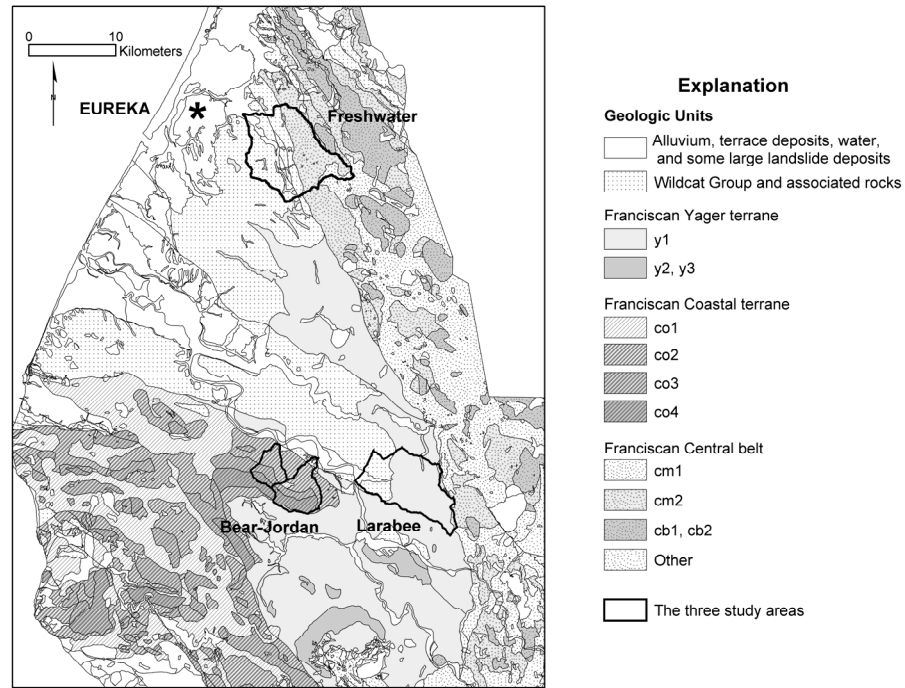 0 10
Kilometers
N
EUREKA
*
Freshwater
Bear-Jordan
Larabee
Explanation
Geologic Units
Alluvium, terrace deposits, water,
and some large landslide deposits
Wildcat Group and associated rocks
Franciscan Yager terrane
y1
y2, y3
Franciscan Coastal terrane
co1
co2
co3
co4
Franciscan Central belt
cm1
cm2
cb1, cb2
Other
The three study areas